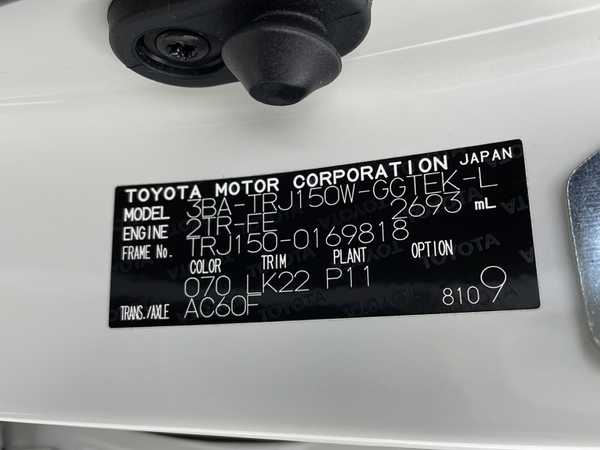 TOYOTA MOTOR CORPORATION JAPAN
MODEL 3BA-TRJ150W-GGTEK-L
ENGINE 2TR-FE 2693 mL
FRAME No. TRJ150-0169818
COLOR TRIM PLANT OPTION
070 LK22 P11
TRANS./AXLE AC60F 8109